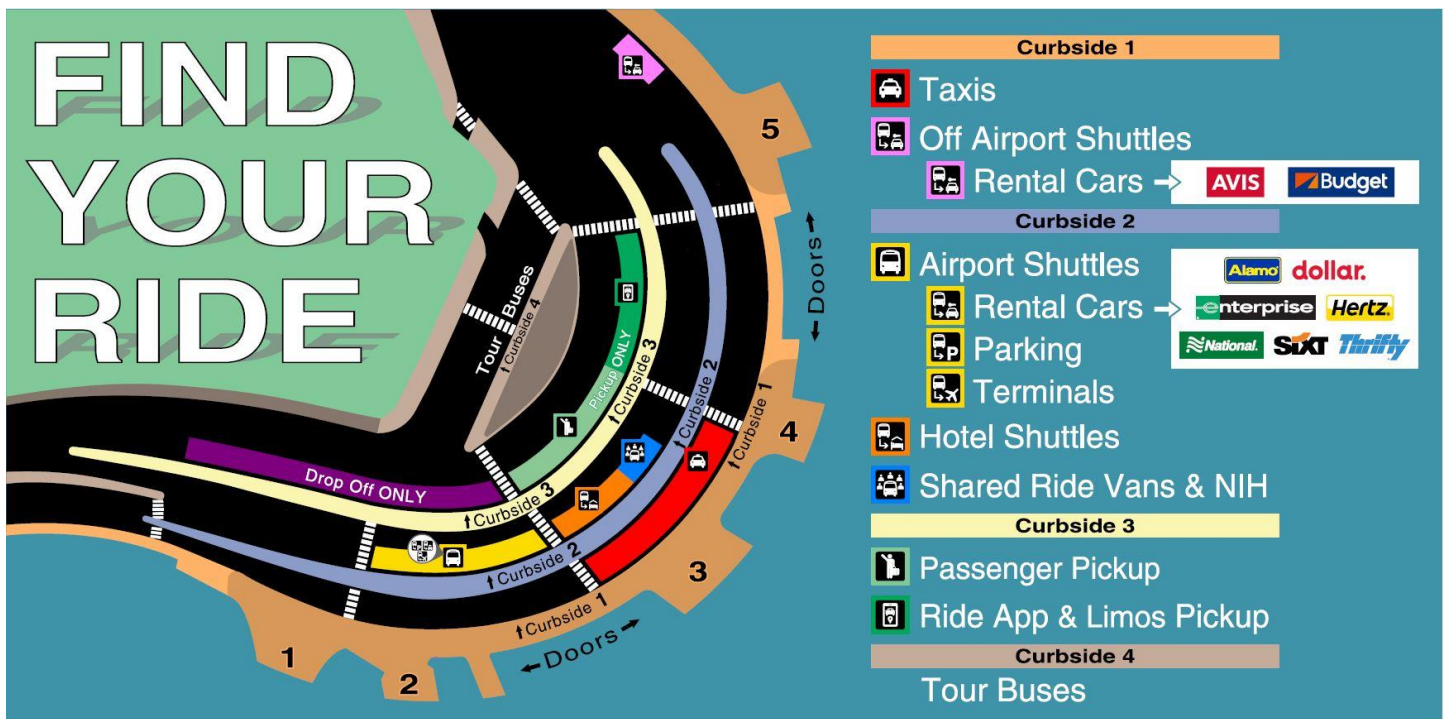 FIND
YOUR
RIDE
5
Doors
Tour Buses
Curbside 4
Pickup ONLY
Curbside 3
Curbside 2
Curbside 1
4
Drop Off ONLY
Curbside 3
Curbside 2
Curbside 1
3
Doors
1
2
Curbside 1
Taxis
Off Airport Shuttles
Rental Cars
AVIS
Budget
Curbside 2
Airport Shuttles
Rental Cars
Alamo
dollar.
enterprise
Hertz.
National.
SIXT
Thrifty
P
Parking
Terminals
Hotel Shuttles
Shared Ride Vans & NIH
Curbside 3
Passenger Pickup
Ride App & Limos Pickup
Curbside 4
Tour Buses